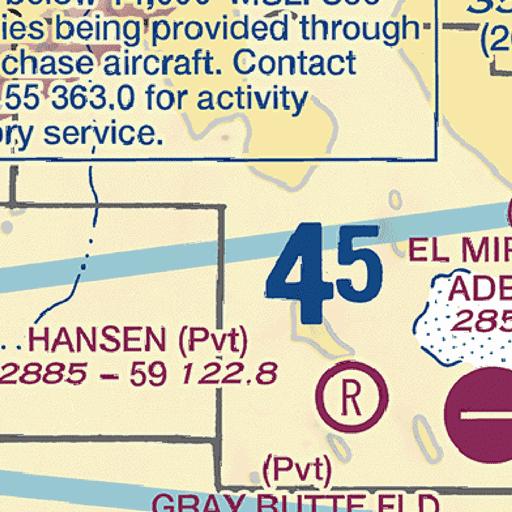 ies being provided through
chase aircraft. Contact
55 363.0 for activity
ory service.
45
EL MIR
ADE
285
HANSEN (Pvt)
2885 – 59 122.8
R
(Pvt)
GRAY BUTTE FLD